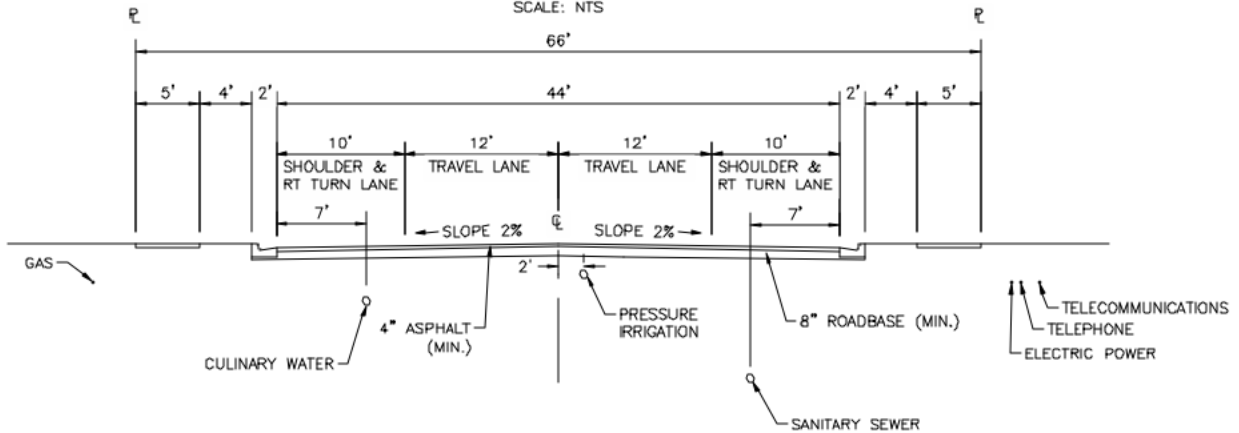 SCALE: NTS
℄
℄
66'
5'
4'
2'
44'
2'
4'
5'
10'
12'
12'
10'
SHOULDER &
RT TURN LANE
TRAVEL LANE
TRAVEL LANE
SHOULDER &
RT TURN LANE
7'
℄
7'
SLOPE 2%
SLOPE 2%
GAS
2'
4" ASPHALT
(MIN.)
PRESSURE
IRRIGATION
8" ROADBASE (MIN.)
TELECOMMUNICATIONS
TELEPHONE
ELECTRIC POWER
CULINARY WATER
SANITARY SEWER